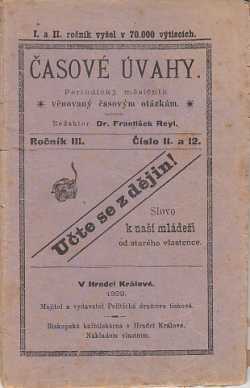 I. a II. ročník vyšel v 70.000 výtiscích.
ČASOVÉ ÚVAHY.
Periodický měsíčník
věnovaný časovým otázkám.
Redaktor Dr. František Reyl.
Ročník III. Číslo 11. a 12.
Učte se z dějin!
Slovo
k naší mládeži
od starého vlastence.
V Hradci Králové.
Majitel a vydavatel Politické družstvo tiskové.
Biskupská knihtiskárna v Hradci Králové.
Nákladem vlastním.